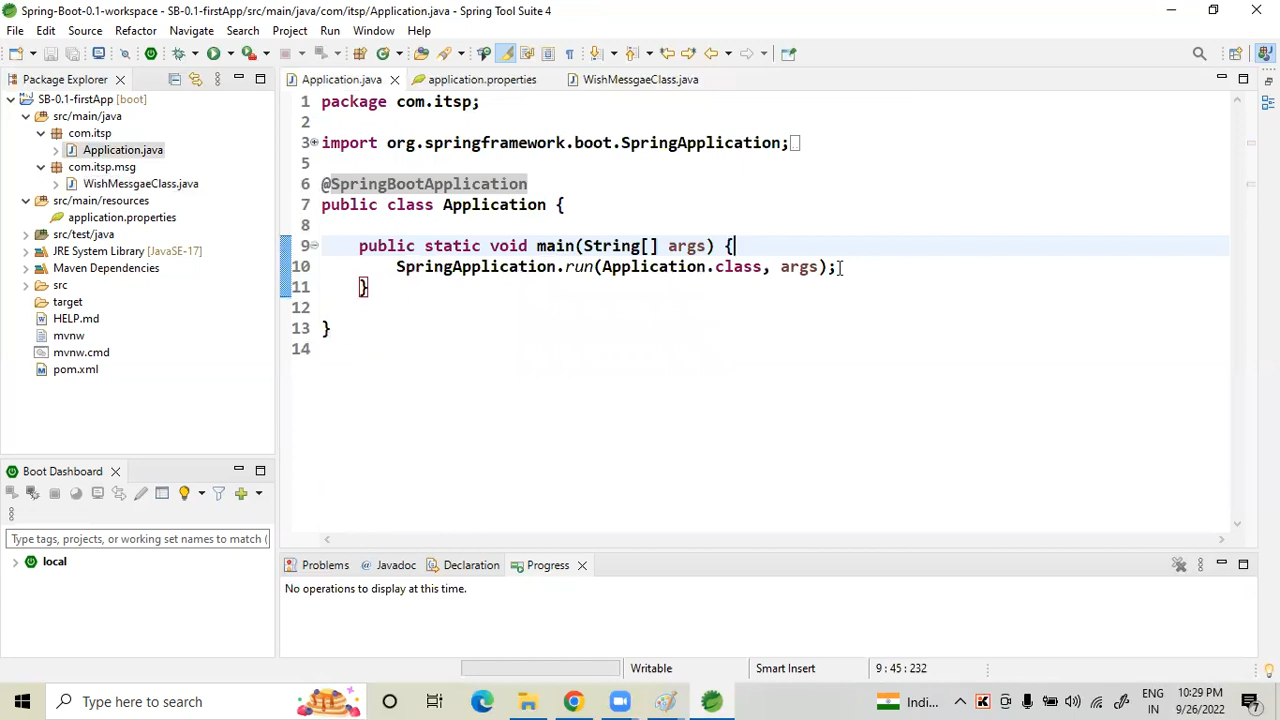 Spring-Boot-0.1-workspace - SB-0.1-firstApp/src/main/java/com/itsp/Application.java - Spring Tool Suite 4
File Edit Source Refactor Navigate Search Project Run Window Help
Package Explorer
Application.java application.properties WishMessgaeClass.java
SB-0.1-firstApp [boot]
src/main/java
com.itsp
Application.java
com.itsp.msg
WishMessgaeClass.java
src/main/resources
application.properties
src/test/java
JRE System Library [JavaSE-17]
Maven Dependencies
src
target
HELP.md
mvnw
mvnw.cmd
pom.xml
1 package com.itsp;
2
3 import org.springframework.boot.SpringApplication;
5
6 @SpringBootApplication
7 public class Application {
8
9 public static void main(String[] args) {
10 SpringApplication.run(Application.class, args);
11 }
12
13 }
14
Boot Dashboard
Type tags, projects, or working set names to match (
local
Problems Javadoc Declaration Progress
No operations to display at this time.
Writable Smart Insert 9 : 45 : 232
Type here to search
Indi... ENG IN 10:29 PM 9/26/2022 7